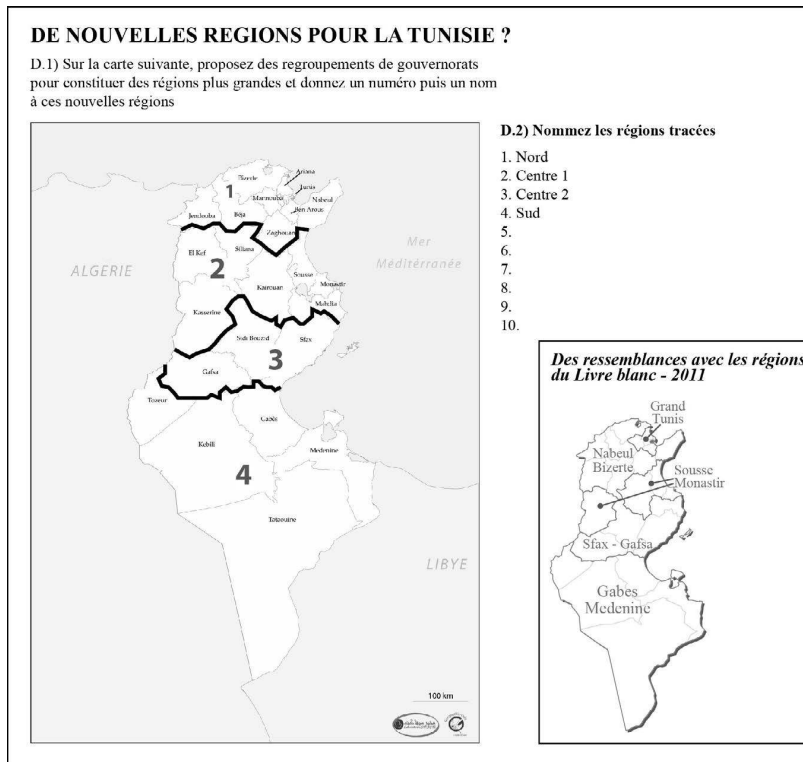 DE NOUVELLES REGIONS POUR LA TUNISIE ?
D.1) Sur la carte suivante, proposez des regroupements de gouvernorats
pour constituer des régions plus grandes et donnez un numéro puis un nom
à ces nouvelles régions
Bizerte
Ariana
Tunis
1
Mannouba
Nabeul
Ben Arous
Jendouba
Béja
Zaghouan
El Kef
Siliana
2
Kairouan
Sousse
Monastir
Mahdia
Kasserine
Sidi Bouzid
Sfax
3
Gafsa
Tozeur
Gabès
Kebili
Medenine
4
Tataouine
ALGERIE
Mer
Méditérranée
LIBYE
100 km
D.2) Nommez les régions tracées
1. Nord
2. Centre 1
3. Centre 2
4. Sud
5.
6.
7.
8.
9.
10.
Des ressemblances avec les régions
du Livre blanc - 2011
Grand
Tunis
Nabeul
Bizerte
Sousse
Monastir
Sfax - Gafsa
Gabes
Medenine